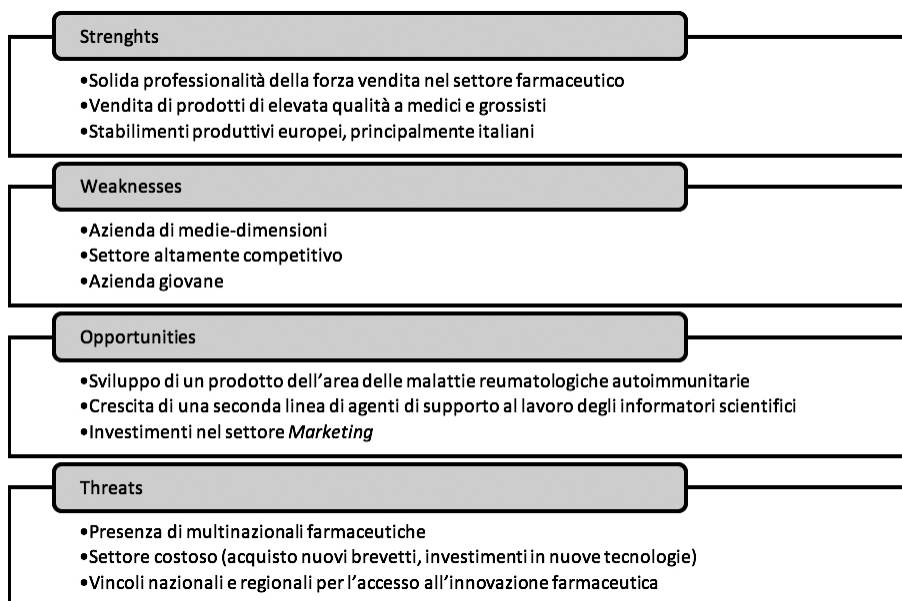 Strenghts
•Solida professionalità della forza vendita nel settore farmaceutico
•Vendita di prodotti di elevata qualità a medici e grossisti
•Stabilimenti produttivi europei, principalmente italiani
Weaknesses
•Azienda di medie-dimensioni
•Settore altamente competitivo
•Azienda giovane
Opportunities
•Sviluppo di un prodotto dell’area delle malattie reumatologiche autoimmunitarie
•Crescita di una seconda linea di agenti di supporto al lavoro degli informatori scientifici
•Investimenti nel settore Marketing
Threats
•Presenza di multinazionali farmaceutiche
•Settore costoso (acquisto nuovi brevetti, investimenti in nuove tecnologie)
•Vincoli nazionali e regionali per l’accesso all’innovazione farmaceutica